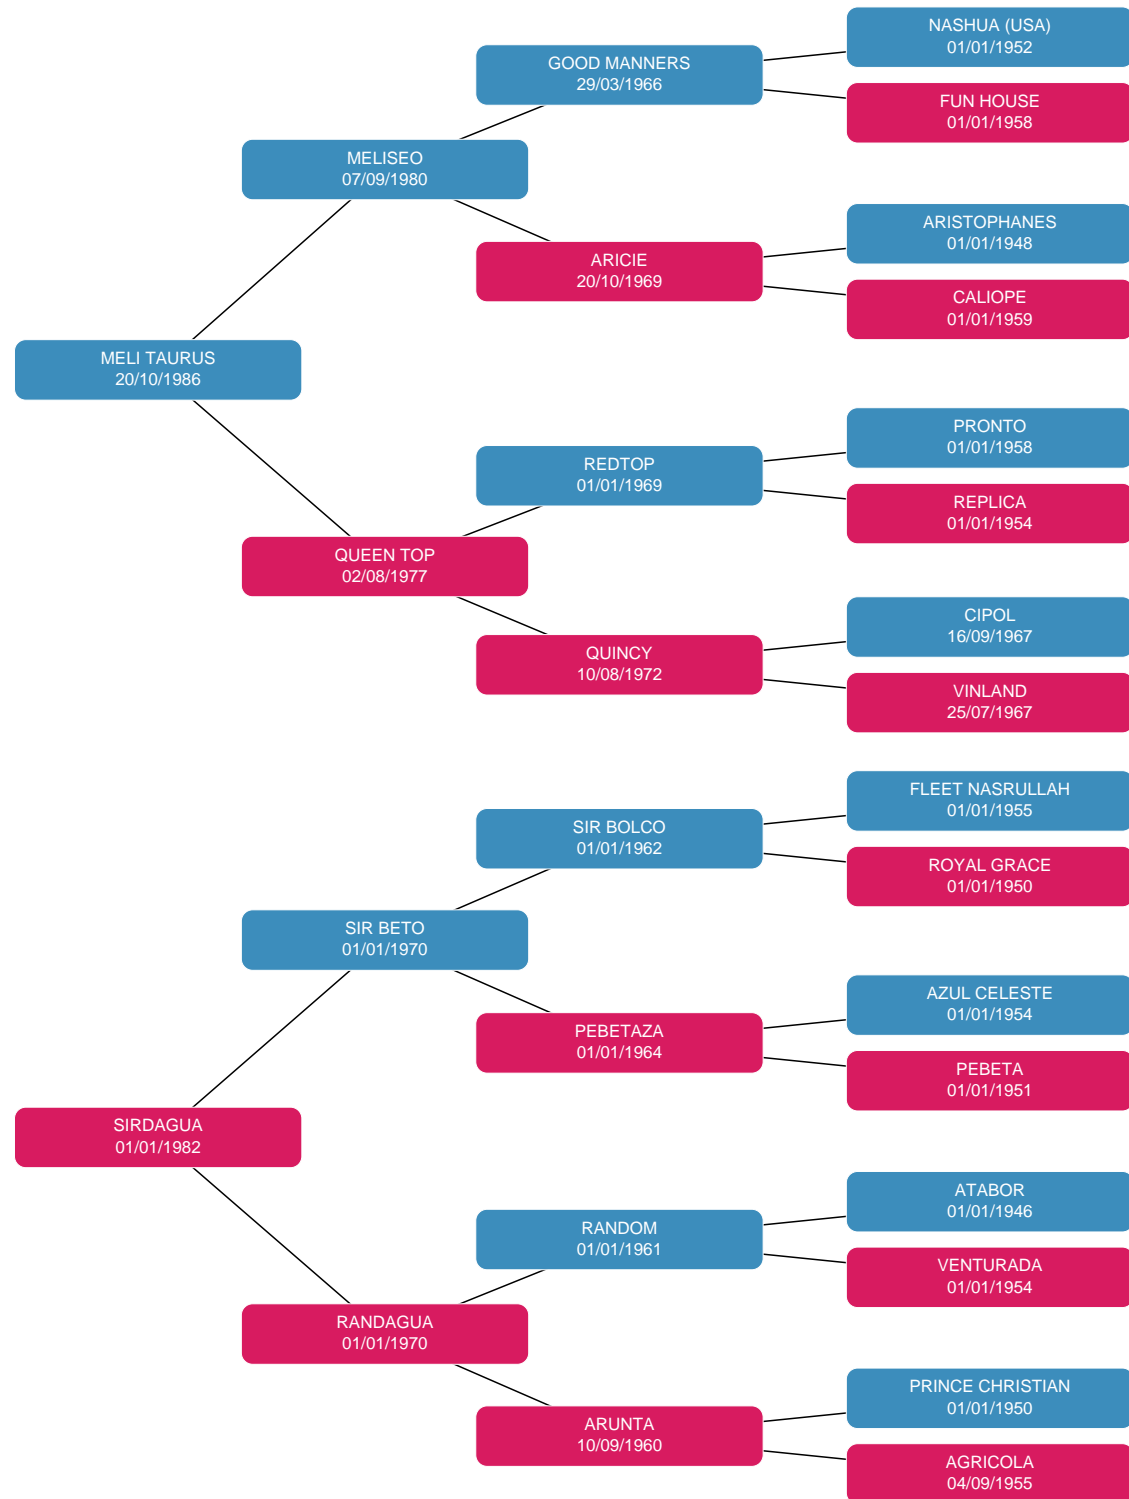 NASHUA (USA)
01/01/1952
GOOD MANNERS
29/03/1966
FUN HOUSE
01/01/1958
MELISEO
07/09/1980
ARISTOPHANES
01/01/1948
ARICIE
20/10/1969
CALIOPE
01/01/1959
MELI TAURUS
20/10/1986
PRONTO
01/01/1958
REDTOP
01/01/1969
REPLICA
01/01/1954
QUEEN TOP
02/08/1977
CIPOL
16/09/1967
QUINCY
10/08/1972
VINLAND
25/07/1967
FLEET NASRULLAH
01/01/1955
SIR BOLCO
01/01/1962
ROYAL GRACE
01/01/1950
SIR BETO
01/01/1970
AZUL CELESTE
01/01/1954
PEBETAZA
01/01/1964
PEBETA
01/01/1951
SIRDAGUA
01/01/1982
ATABOR
01/01/1946
RANDOM
01/01/1961
VENTURADA
01/01/1954
RANDAGUA
01/01/1970
PRINCE CHRISTIAN
01/01/1950
ARUNTA
10/09/1960
AGRICOLA
04/09/1955